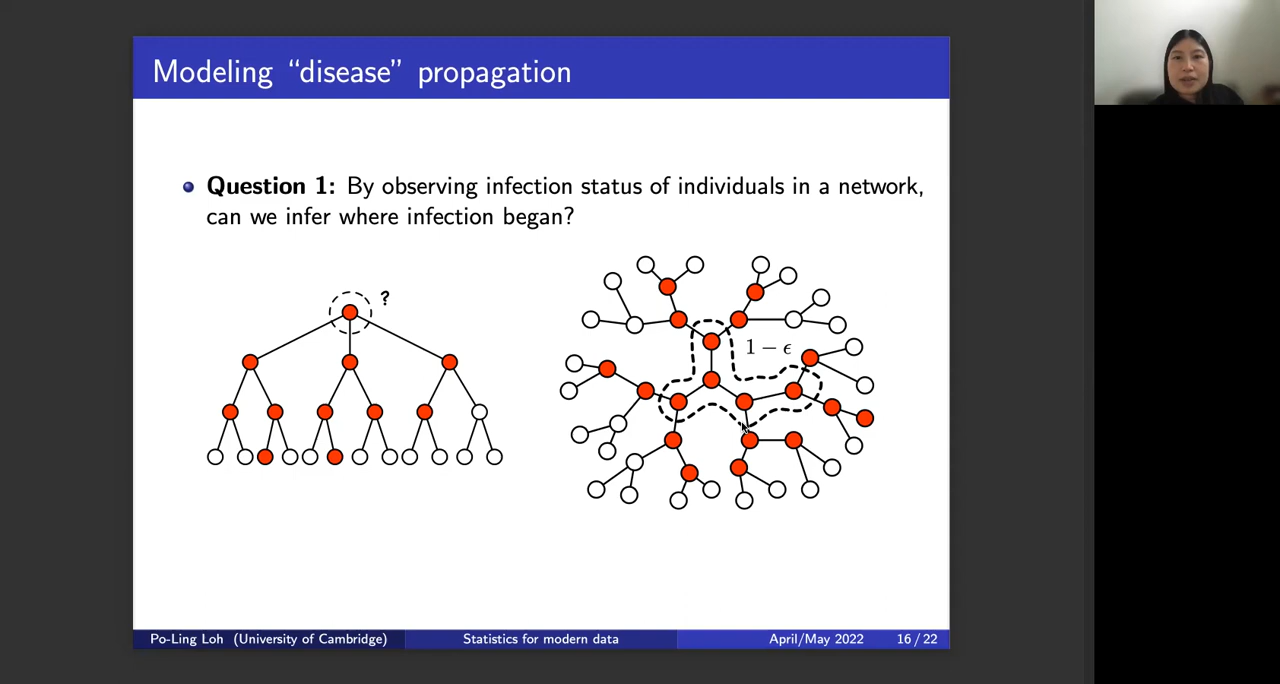 Modeling “disease” propagation
Question 1: By observing infection status of individuals in a network,
can we infer where infection began?
?
1 − ϵ
Po-Ling Loh (University of Cambridge)
Statistics for modern data
April/May 2022
16 / 22